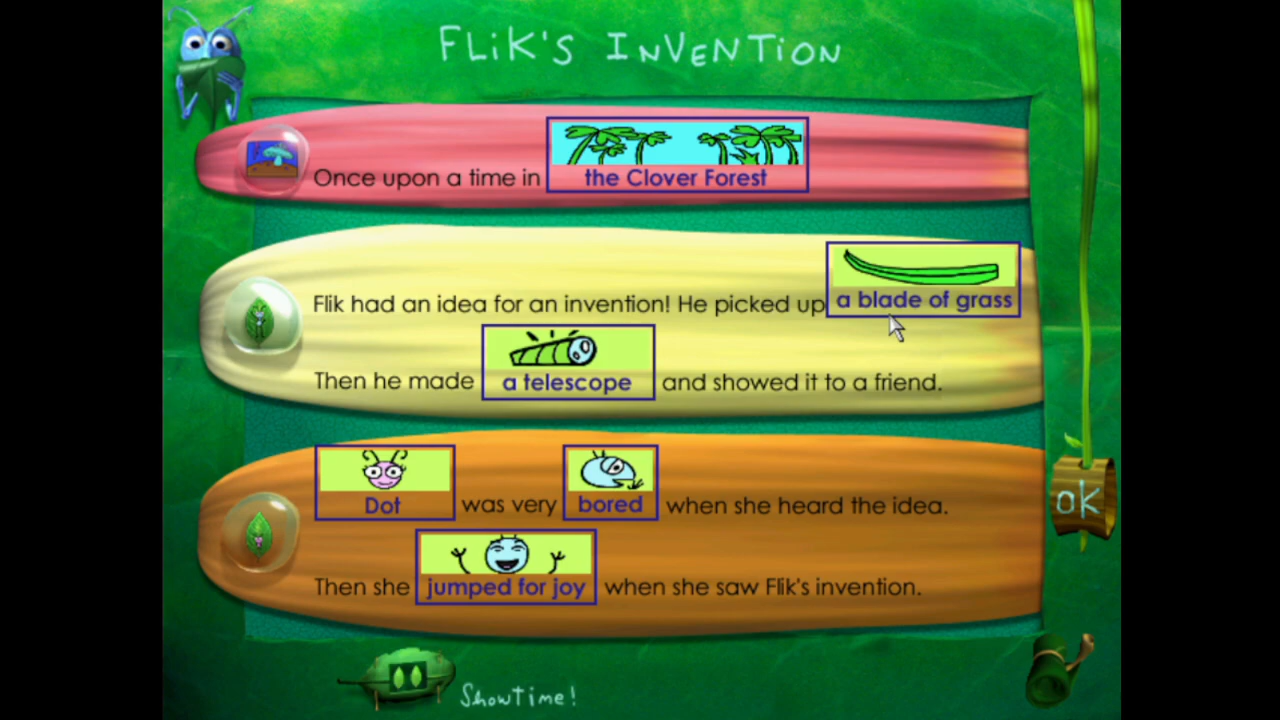 FLiK'S INVENTiON
Once upon a time in the Clover Forest
Flik had an idea for an invention! He picked up a blade of grass
Then he made a telescope and showed it to a friend.
Dot was very bored when she heard the idea.
Then she jumped for joy when she saw Flik's invention.
ok
Showtime!